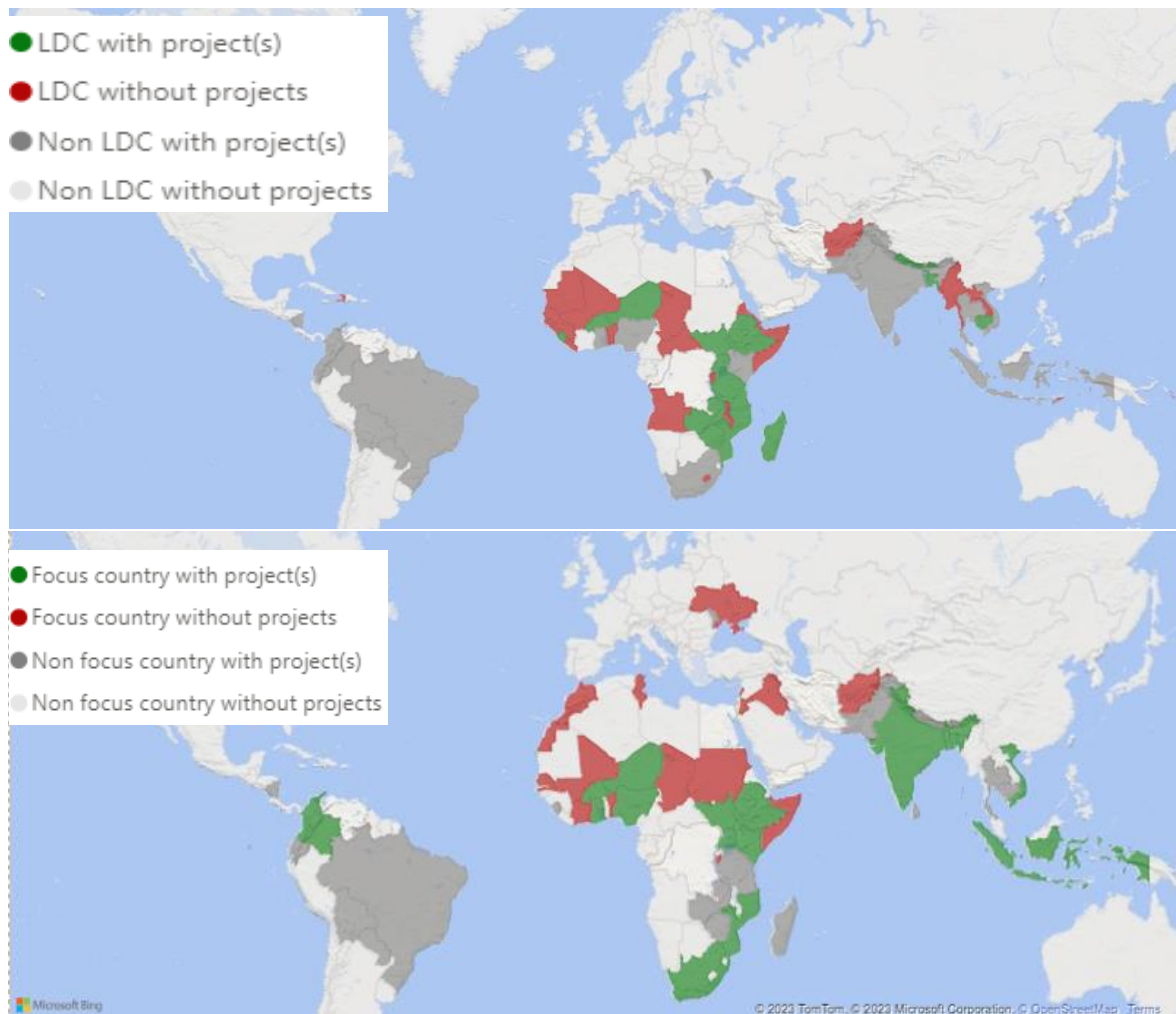 LDC with project(s)
LDC without projects
Non LDC with project(s)
Non LDC without projects
Focus country with project(s)
Focus country without projects
Non focus country with project(s)
Non focus country without projects
Microsoft Bing
© 2023 TomTom, © 2023 Microsoft Corporation, © OpenStreetMap Terms